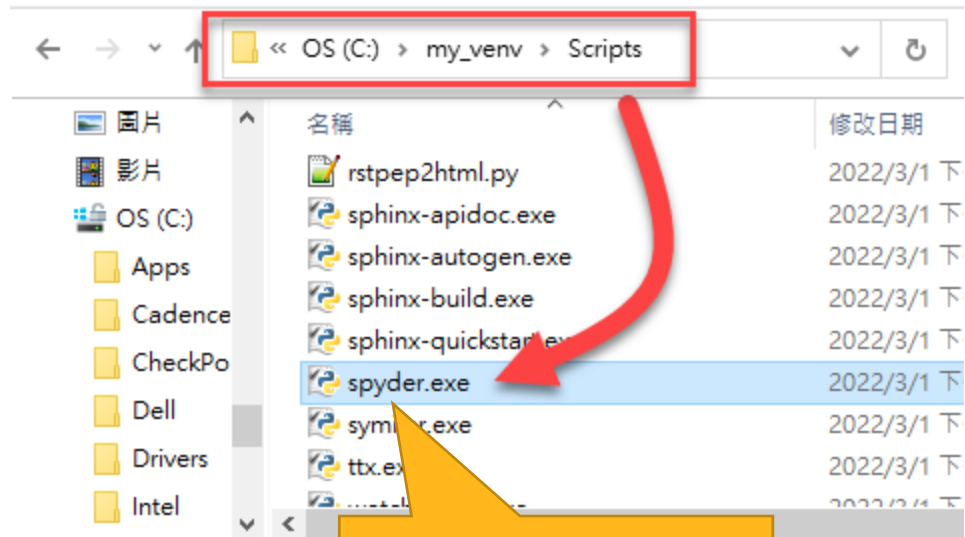 « OS (C:) › my_venv › Scripts
圖片
影片
OS (C:)
Apps
Cadence
CheckPo
Dell
Drivers
Intel
名稱
修改日期
rstpep2html.py
2022/3/1 下
sphinx-apidoc.exe
2022/3/1 下
sphinx-autogen.exe
2022/3/1 下
sphinx-build.exe
2022/3/1 下
2022/3/1 下
spyder.exe
2022/3/1 下
2022/3/1 下
2022/3/1 下